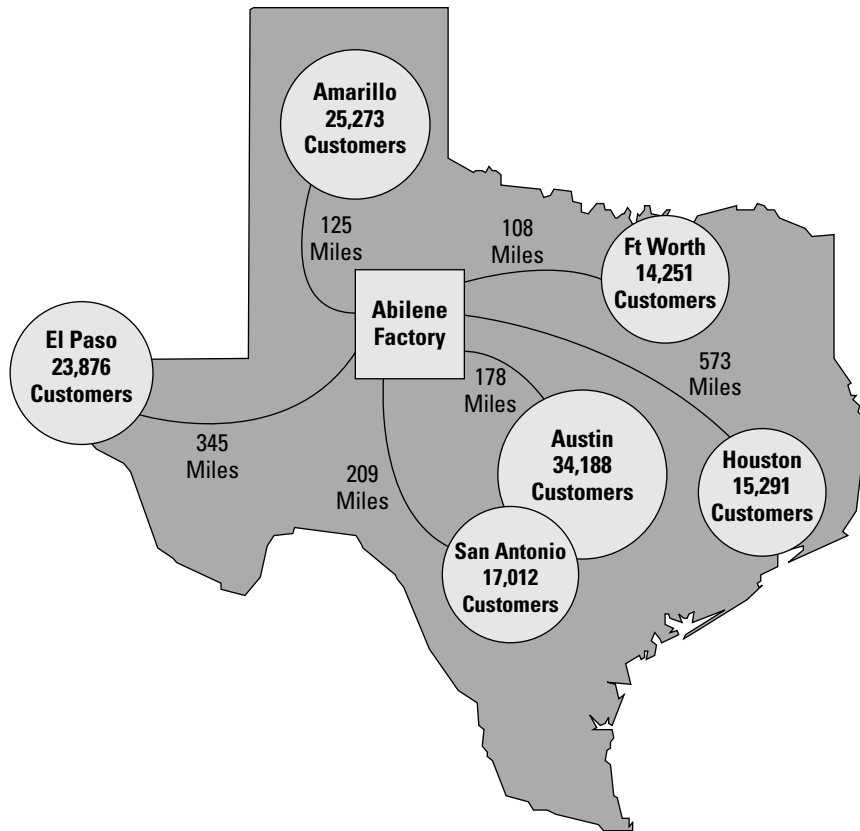 Amarillo
25,273
Customers
125
Miles
108
Miles
Ft Worth
14,251
Customers
Abilene
Factory
El Paso
23,876
Customers
573
Miles
178
Miles
345
Miles
209
Miles
Austin
34,188
Customers
Houston
15,291
Customers
San Antonio
17,012
Customers